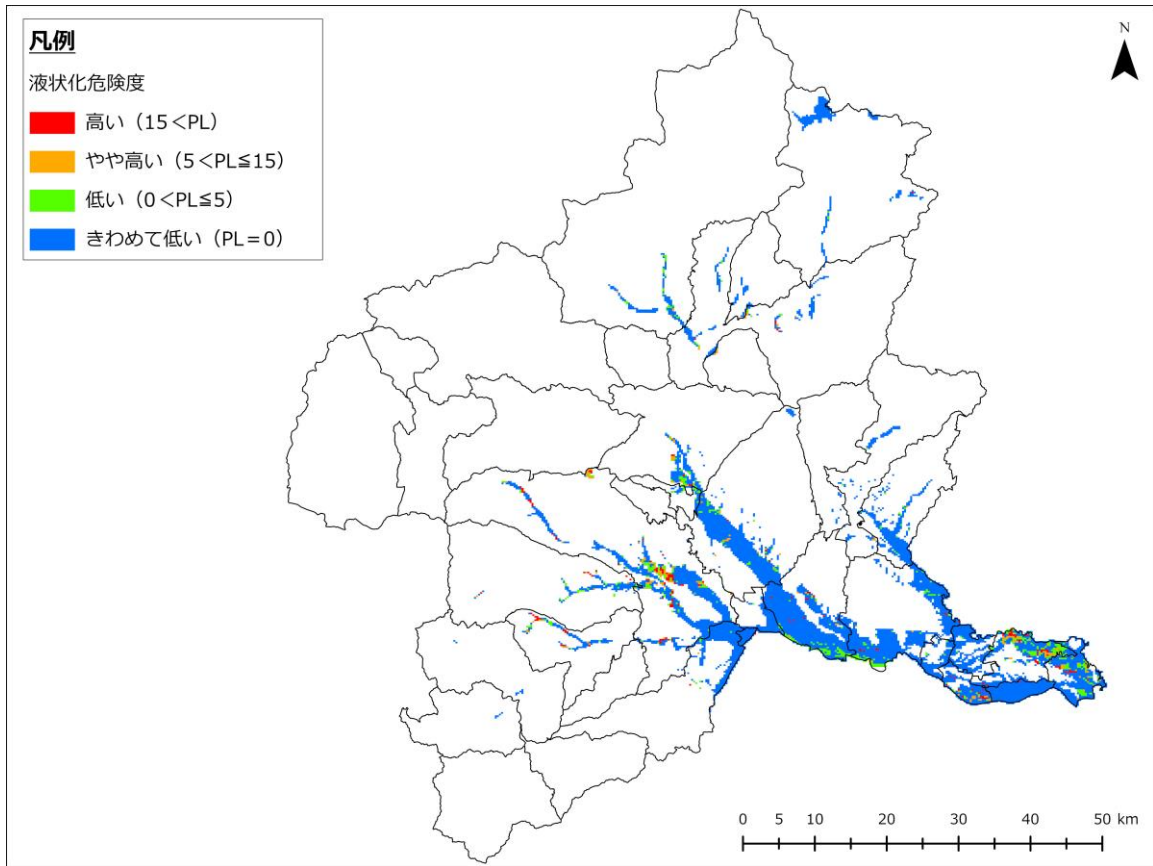 凡例
液状化危険度
高い（15＜PL）
やや高い（5＜PL≦15）
低い（0＜PL≦5）
きわめて低い（PL＝0）
N
0 5 10 20 30 40 50 km